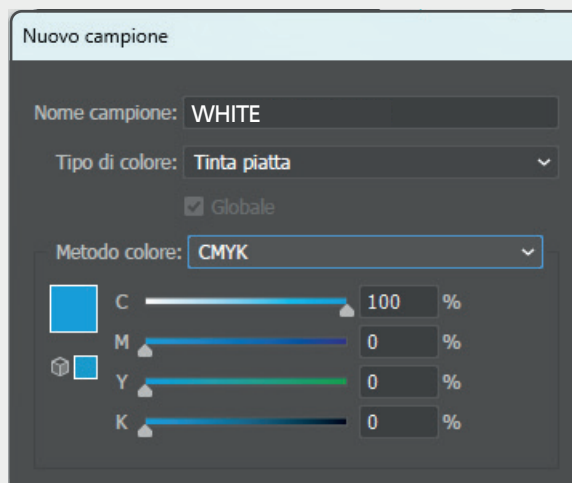 Nuovo campione
Nome campione: WHITE
Tipo di colore: Tinta piatta
Globale
Metodo colore: CMYK
C 100 %
M 0 %
Y 0 %
K 0 %